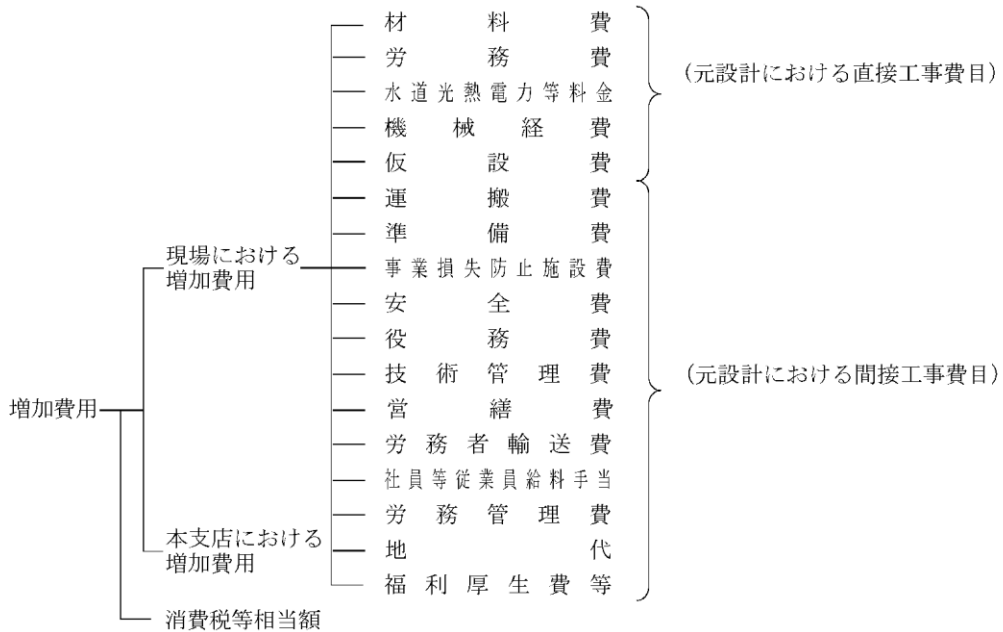 増加費用
現場における
増加費用
材料費
労務費
水道光熱電力等料金
機械経費
仮設費
(元設計における直接工事費目)
運搬費
準備費
事業損失防止施設費
安全費
役務費
技術管理費
営繕費
労務者輸送費
社員等従業員給料手当
労務管理費
地代
福利厚生費等
(元設計における間接工事費目)
本支店における
増加費用
消費税等相当額